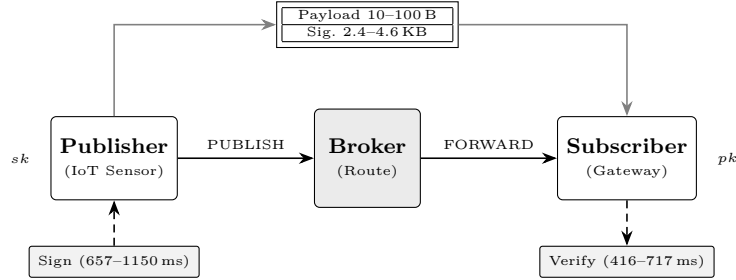 Payload 10–100 B
Sig. 2.4–4.6 KB
sk
Publisher
(IoT Sensor)
PUBLISH
Broker
(Route)
FORWARD
Subscriber
(Gateway)
pk
Sign (657–1150 ms)
Verify (416–717 ms)